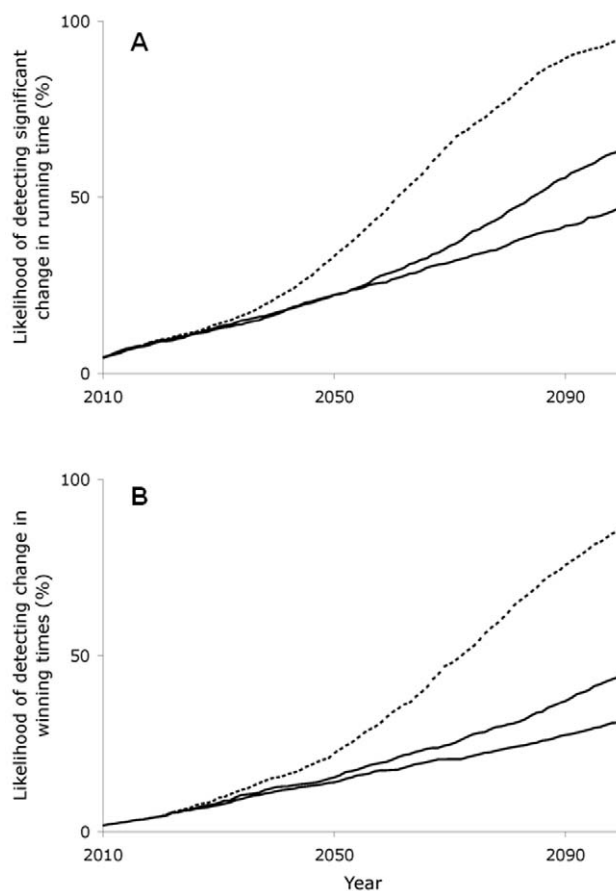 100
A
Likelihood of detecting significant
change in running time (%)
50
0
2010
2050
2090
100
B
Likelihood of detecting change in
winning times (%)
50
0
2010
2050
2090
Year